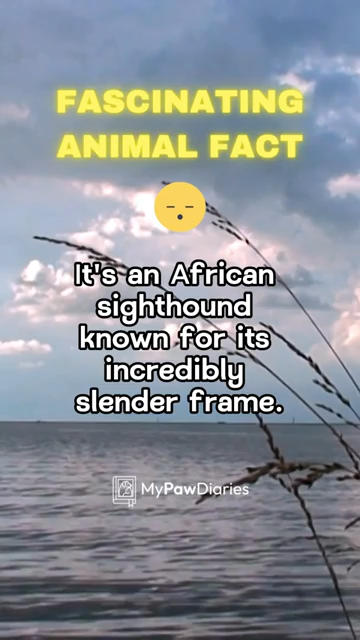 FASCINATING
ANIMAL FACT
It's an African
sighthound
known for its
incredibly
slender frame.
MyPawDiaries